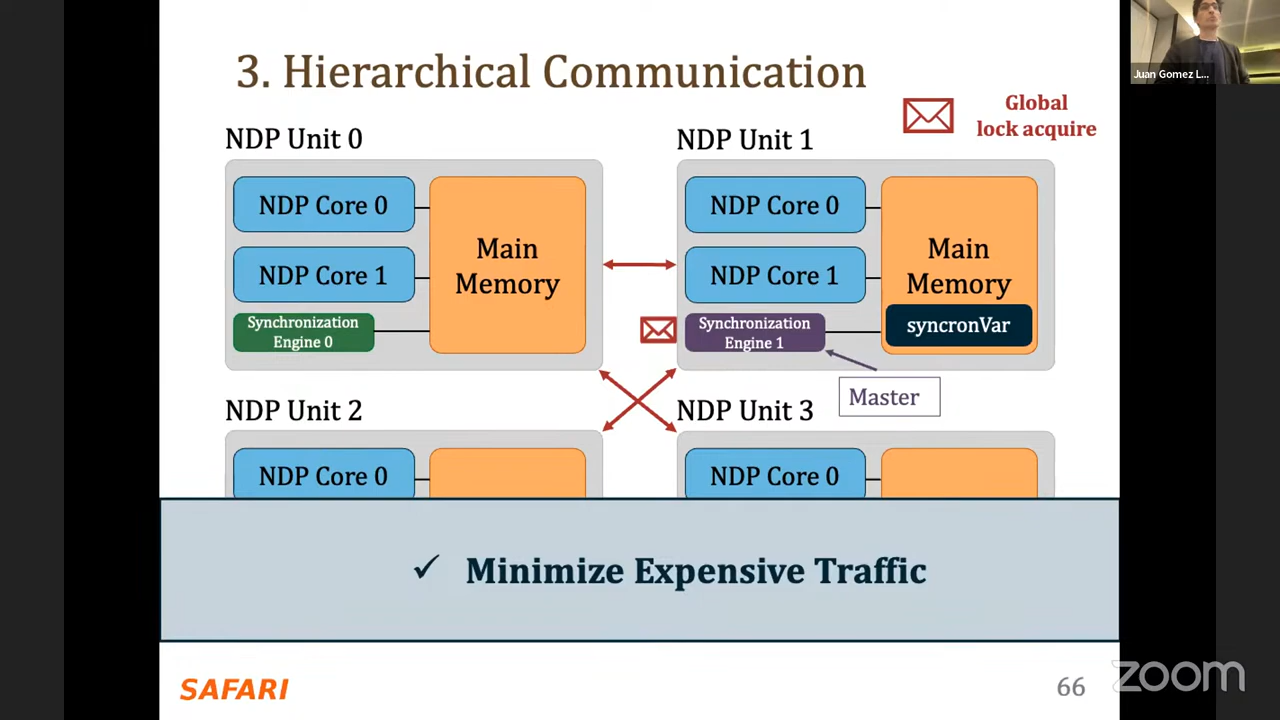 3. Hierarchical Communication
Juan Gomez L...
Global
lock acquire
NDP Unit 0
NDP Core 0
NDP Core 1
Synchronization
Engine 0
Main
Memory
NDP Unit 1
NDP Core 0
NDP Core 1
Synchronization
Engine 1
Main
Memory
syncronVar
Master
NDP Unit 2
NDP Core 0
NDP Unit 3
NDP Core 0
✓ Minimize Expensive Traffic
SAFARI
66
zoom